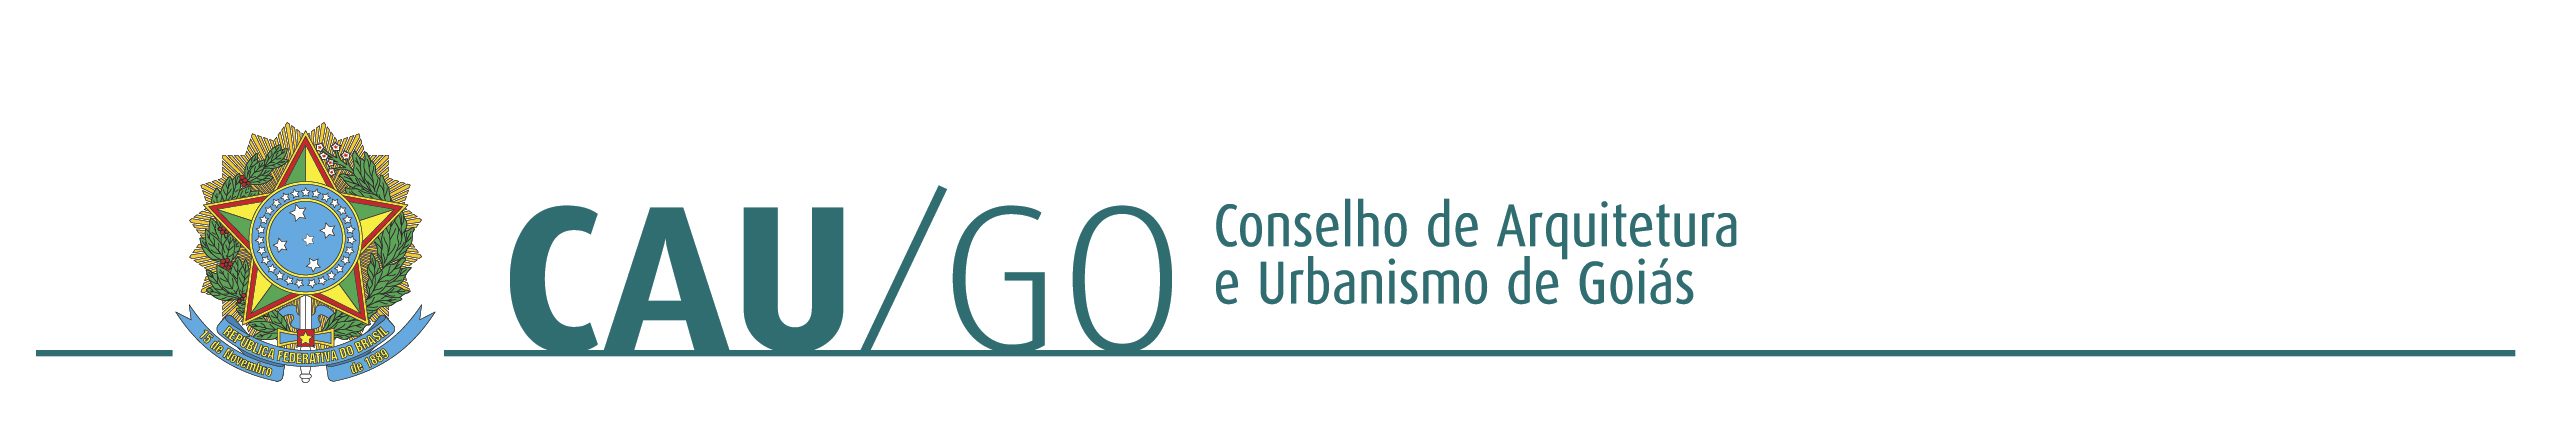 CAU/GO
Conselho de Arquitetura
e Urbanismo de Goiás
REPÚBLICA FEDERATIVA DO BRASIL
15 de Novembro
de 1889